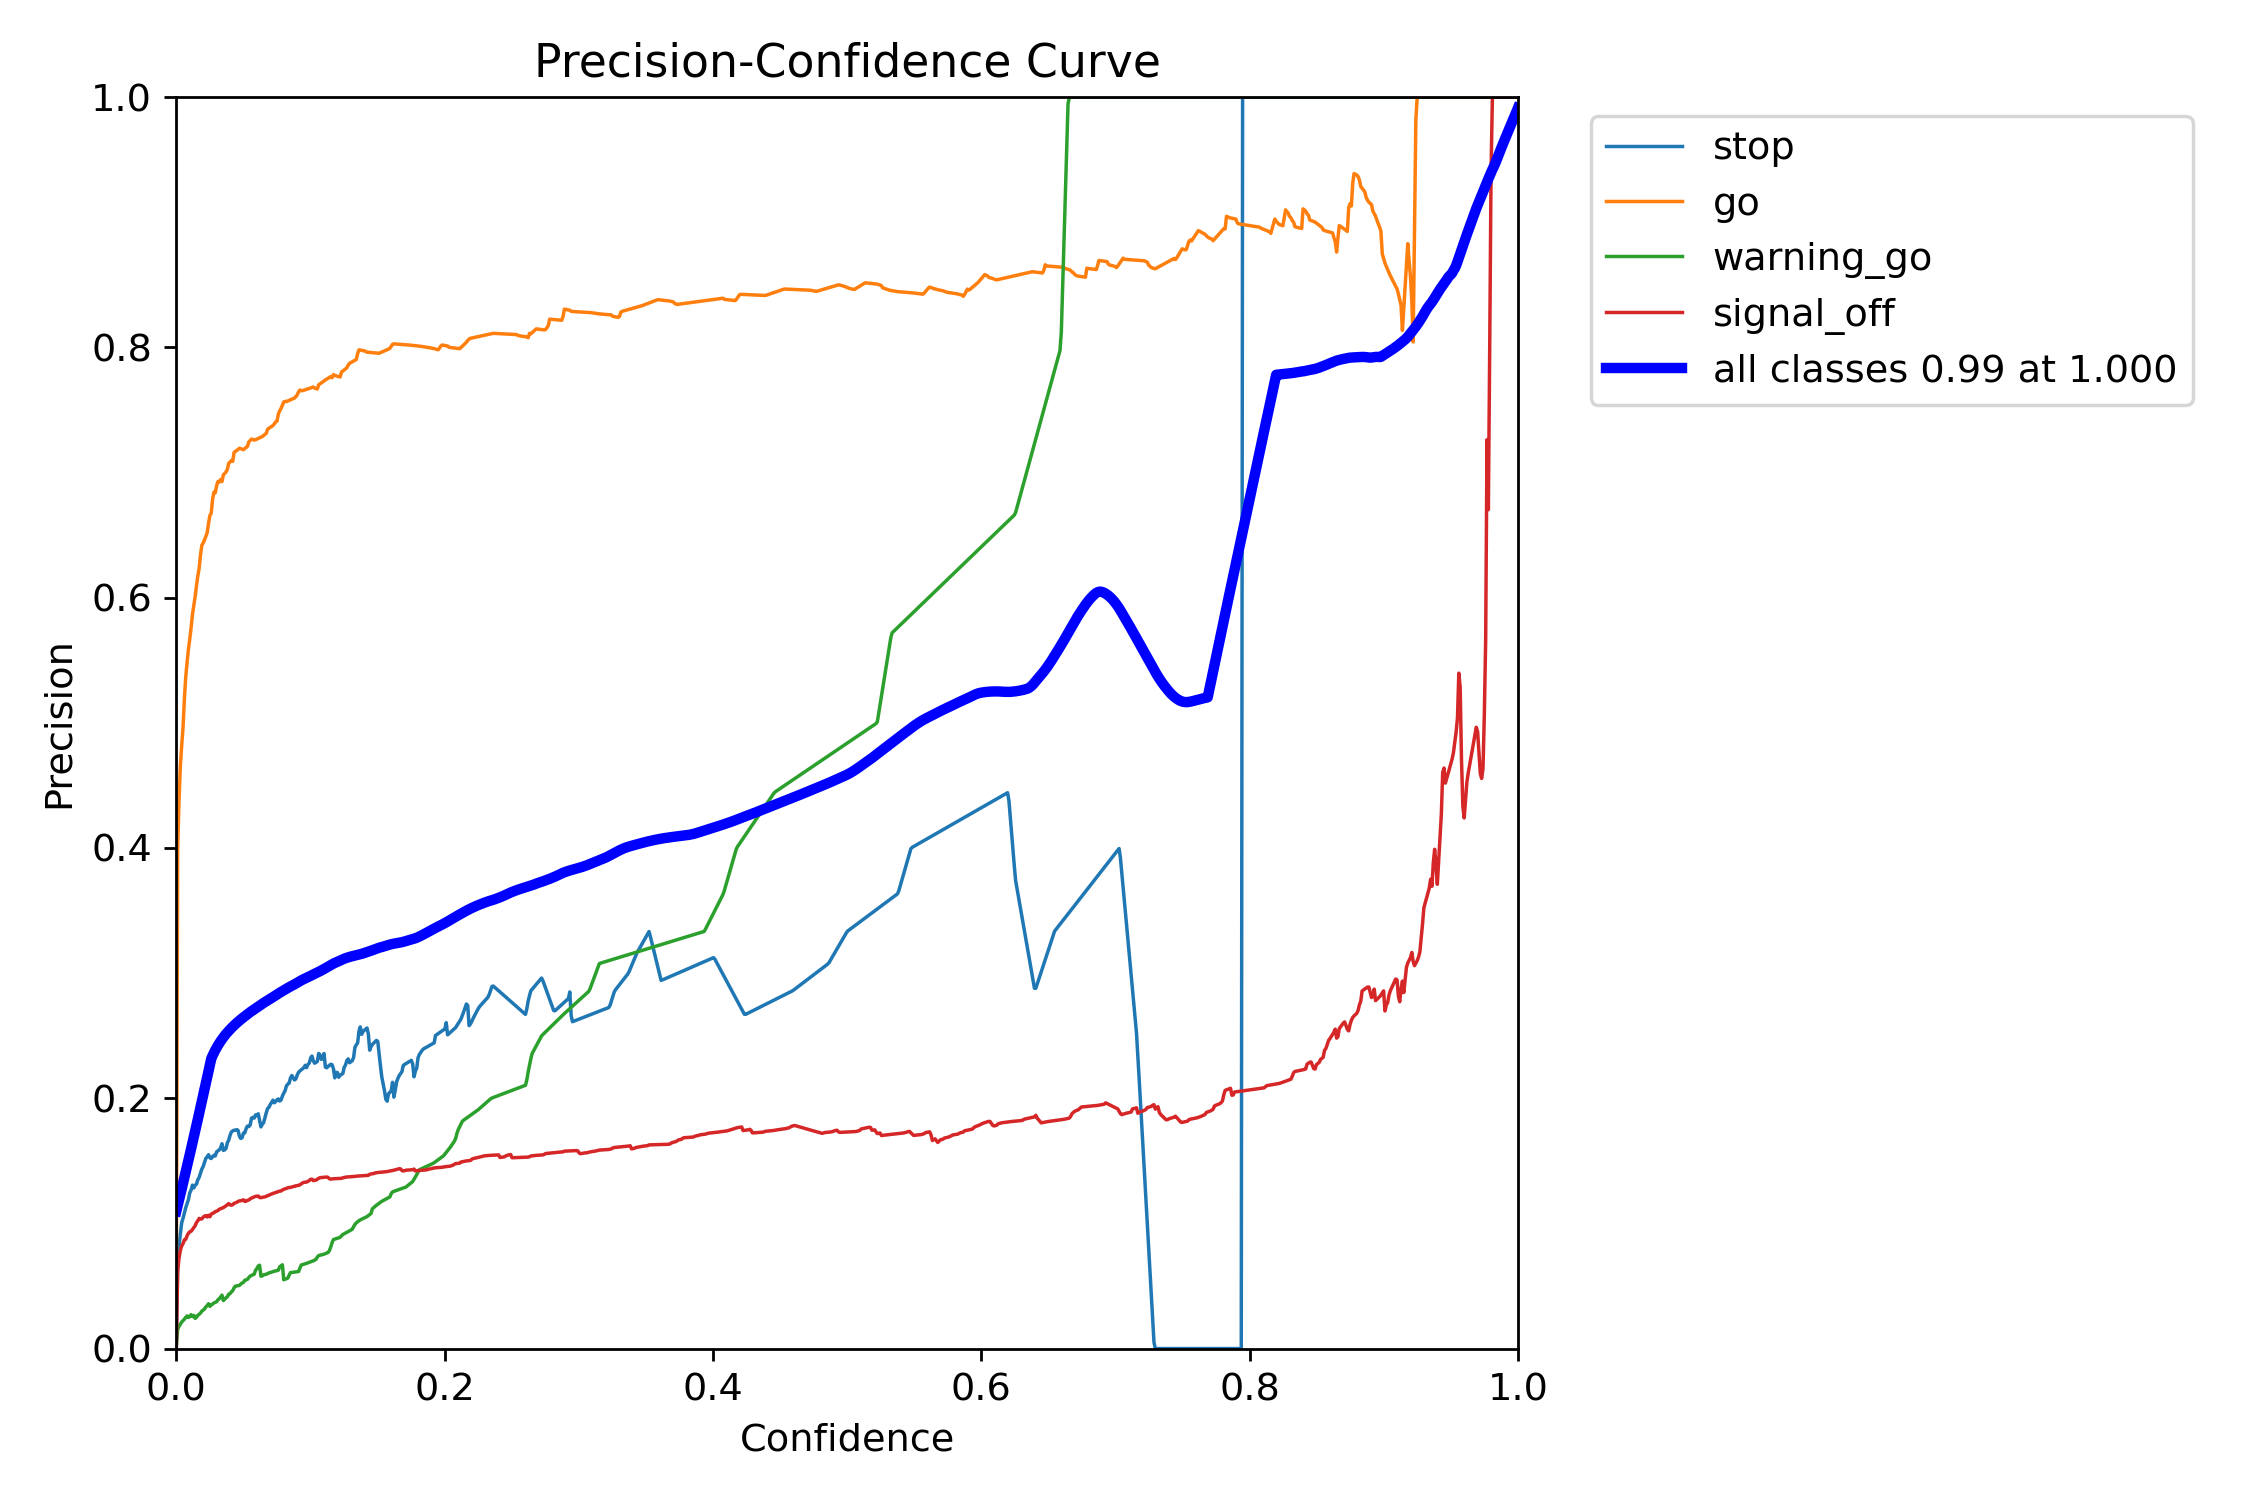 Precision-Confidence Curve
1.0
0.8
0.6
0.4
0.2
0.0
Precision
0.0 0.2 0.4 0.6 0.8 1.0
Confidence
stop
go
warning_go
signal_off
all classes 0.99 at 1.000